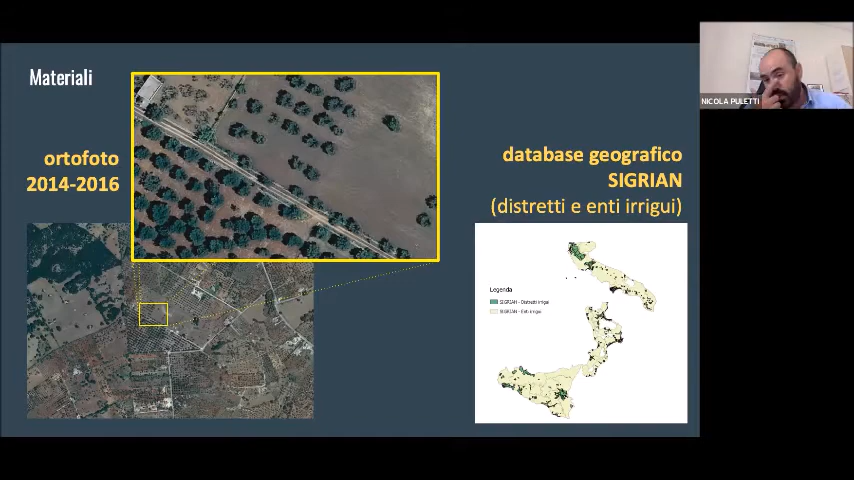 Materiali
ortofoto
2014-2016
database geografico
SIGRIAN
(distretti e enti irrigui)
Legenda
SIGRIAN - Distretti irrigui
SIGRIAN - Enti irrigui
NICOLA PULETTI